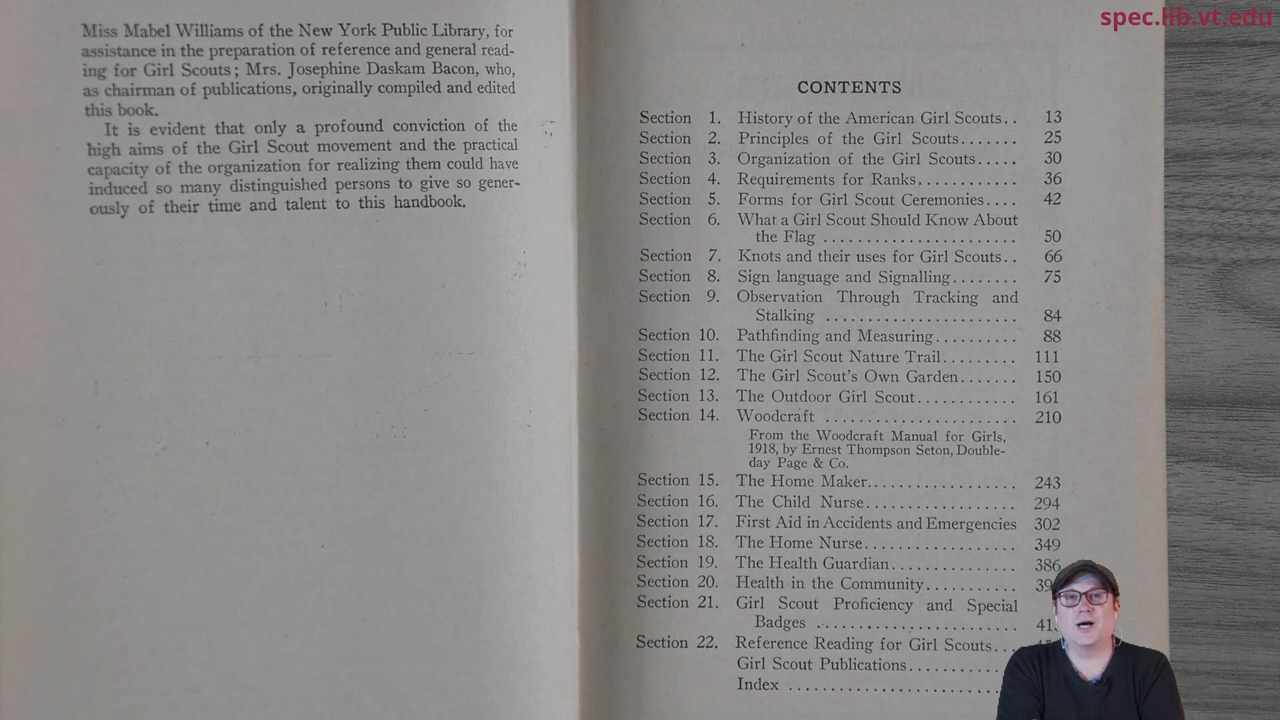 spec.lib.vt.edu
Miss Mabel Williams of the New York Public Library, for
assistance in the preparation of reference and general read-
ing for Girl Scouts; Mrs. Josephine Daskam Bacon, who,
as chairman of publications, originally compiled and edited
this book.
It is evident that only a profound conviction of the
high aims of the Girl Scout movement and the practical
capacity of the organization for realizing them could have
induced so many distinguished persons to give so gener-
ously of their time and talent to this handbook.
CONTENTS
Section 1. History of the American Girl Scouts.. 13
Section 2. Principles of the Girl Scouts....... 25
Section 3. Organization of the Girl Scouts..... 30
Section 4. Requirements for Ranks............ 36
Section 5. Forms for Girl Scout Ceremonies.... 42
Section 6. What a Girl Scout Should Know About
the Flag ....................... 50
Section 7. Knots and their uses for Girl Scouts.. 66
Section 8. Sign language and Signalling........ 75
Section 9. Observation Through Tracking and
Stalking ....................... 84
Section 10. Pathfinding and Measuring.......... 88
Section 11. The Girl Scout Nature Trail......... 111
Section 12. The Girl Scout's Own Garden....... 150
Section 13. The Outdoor Girl Scout............ 161
Section 14. Woodcraft ....................... 210
From the Woodcraft Manual for Girls,
1918, by Ernest Thompson Seton, Double-
day Page & Co.
Section 15. The Home Maker.................. 243
Section 16. The Child Nurse................... 294
Section 17. First Aid in Accidents and Emergencies 302
Section 18. The Home Nurse................... 349
Section 19. The Health Guardian................ 386
Section 20. Health in the Community...........
Section 21. Girl Scout Proficiency and Special
Badges ........................
Section 22. Reference Reading for Girl Scouts...
Girl Scout Publications..........
Index ..........................